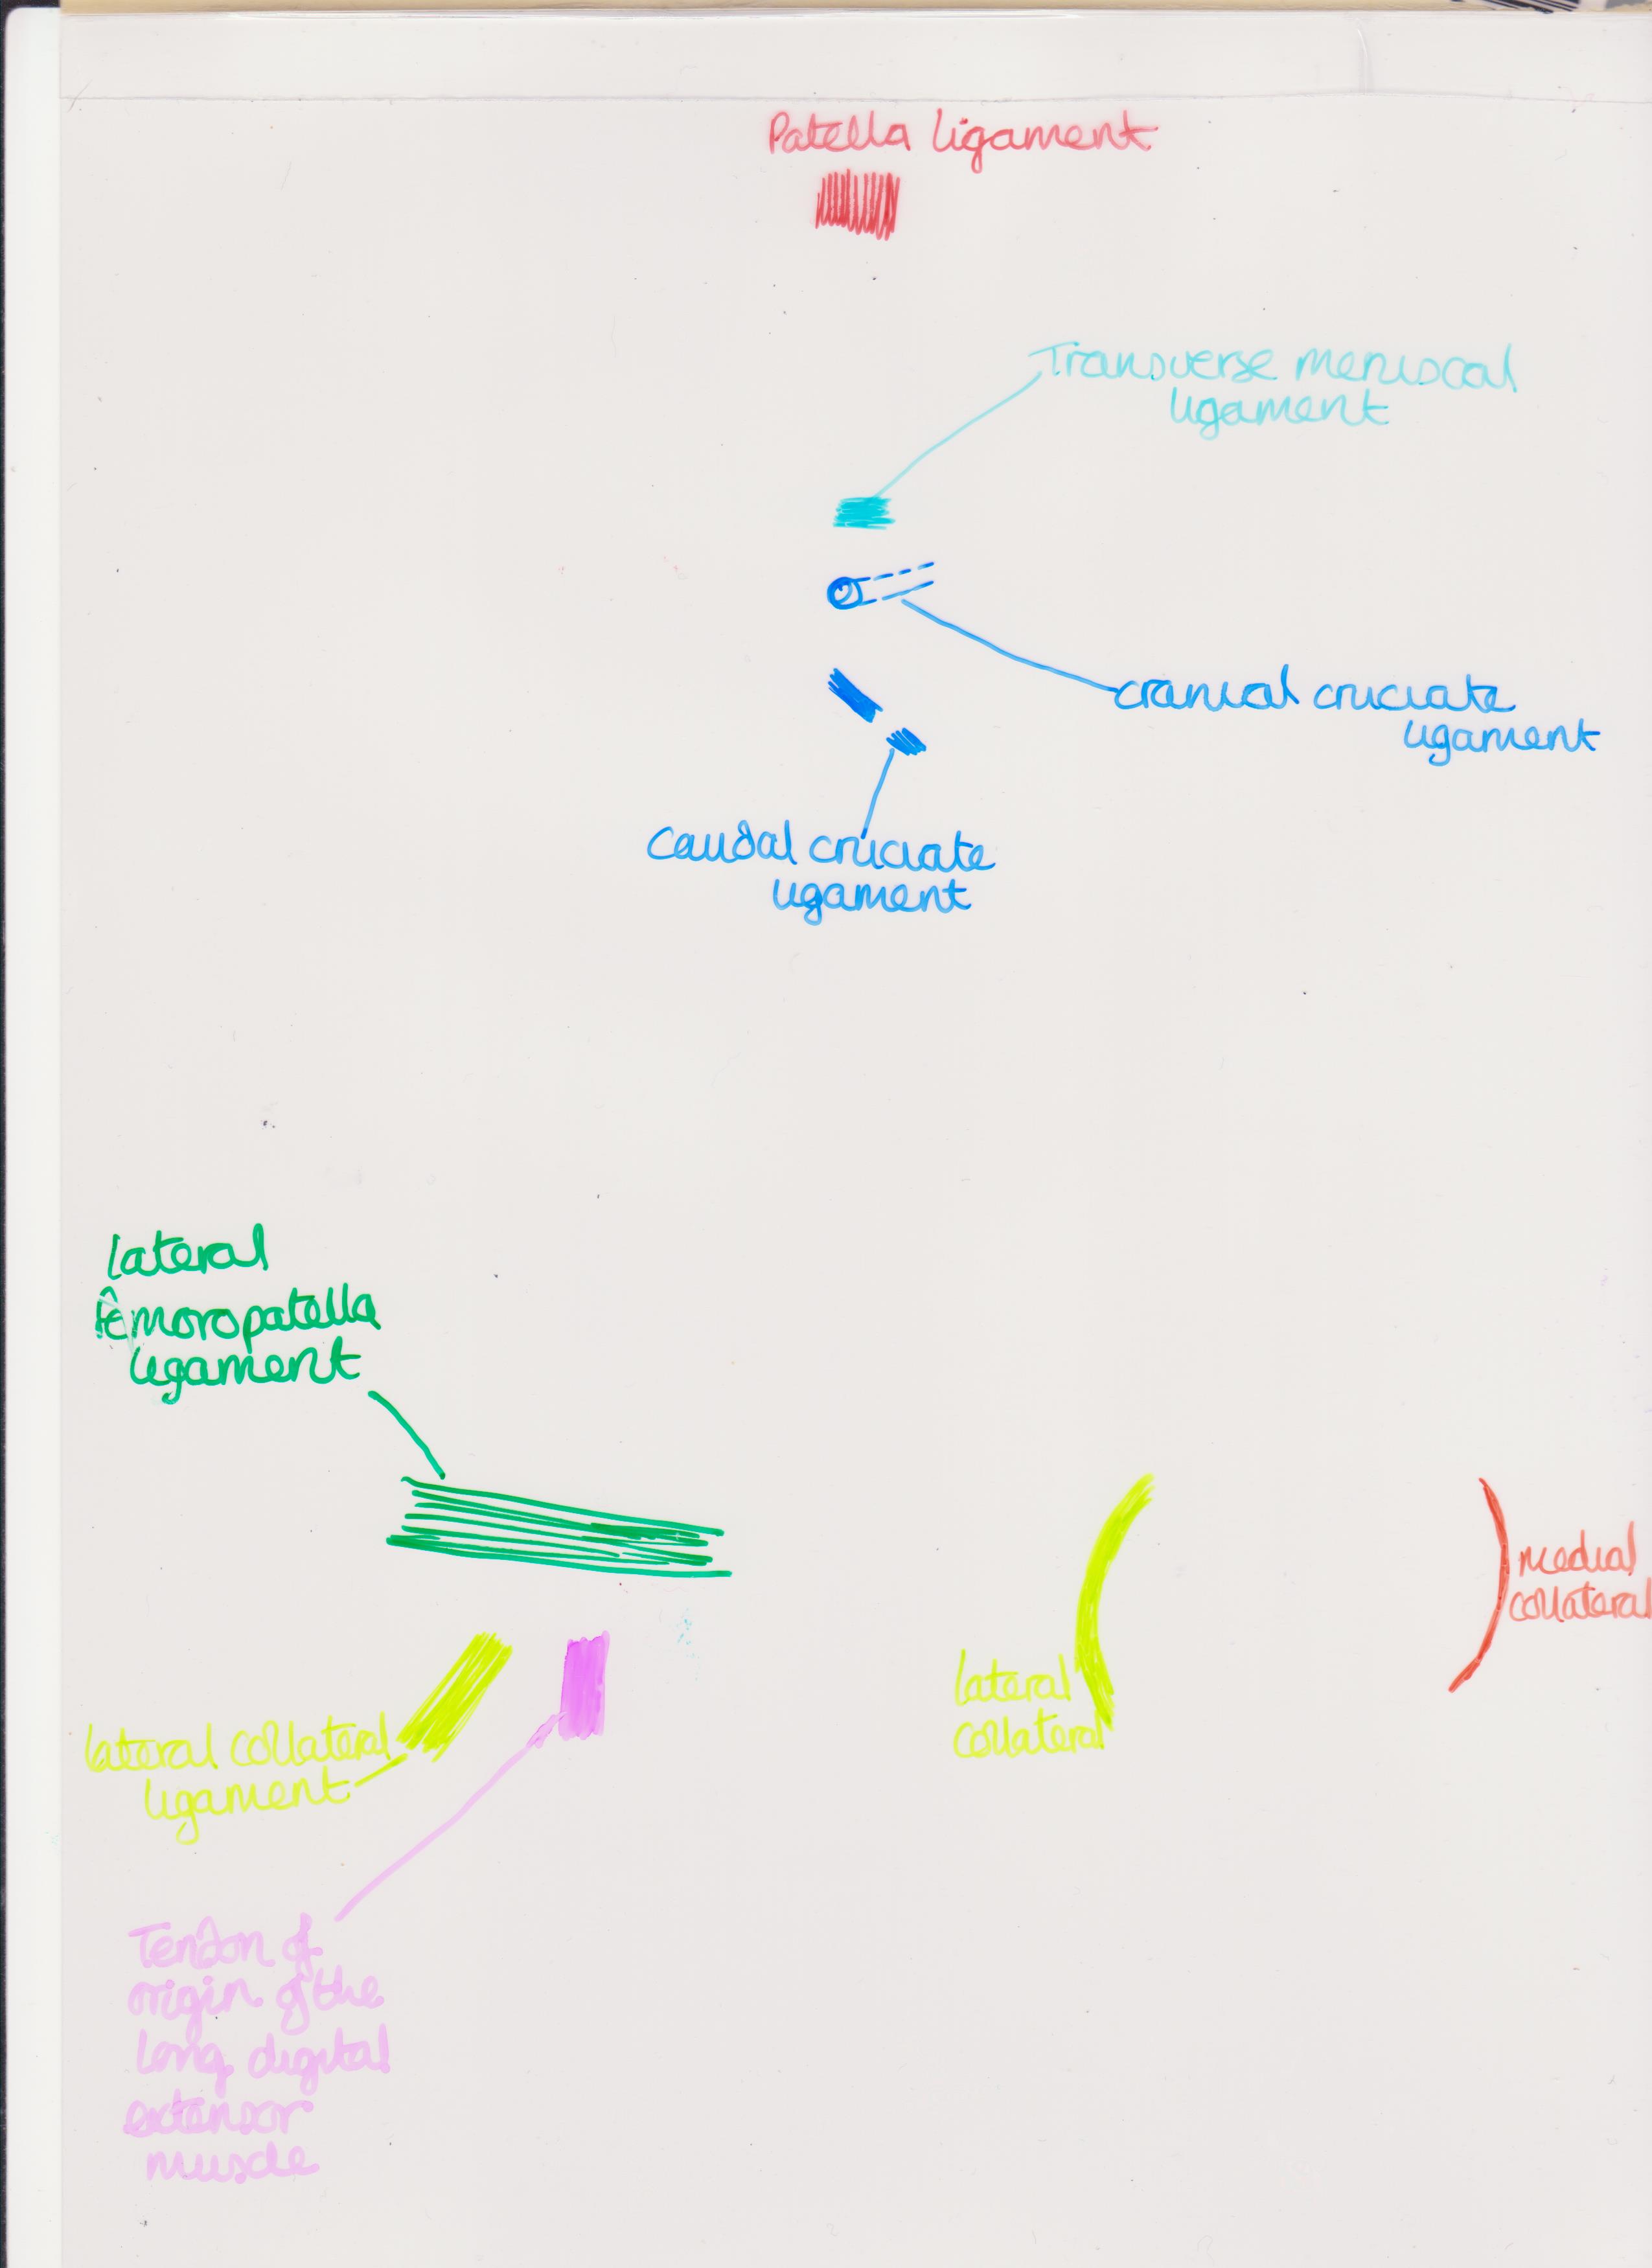 Patella ligament
Transverse meniscal
ligament
cranial cruciate
ligament
Caudal cruciate
ligament
lateral
femoropatella
ligament
medial
collateral
lateral
collateral
lateral collateral
ligament
Tendon of
origin of the
long digital
extensor
muscle